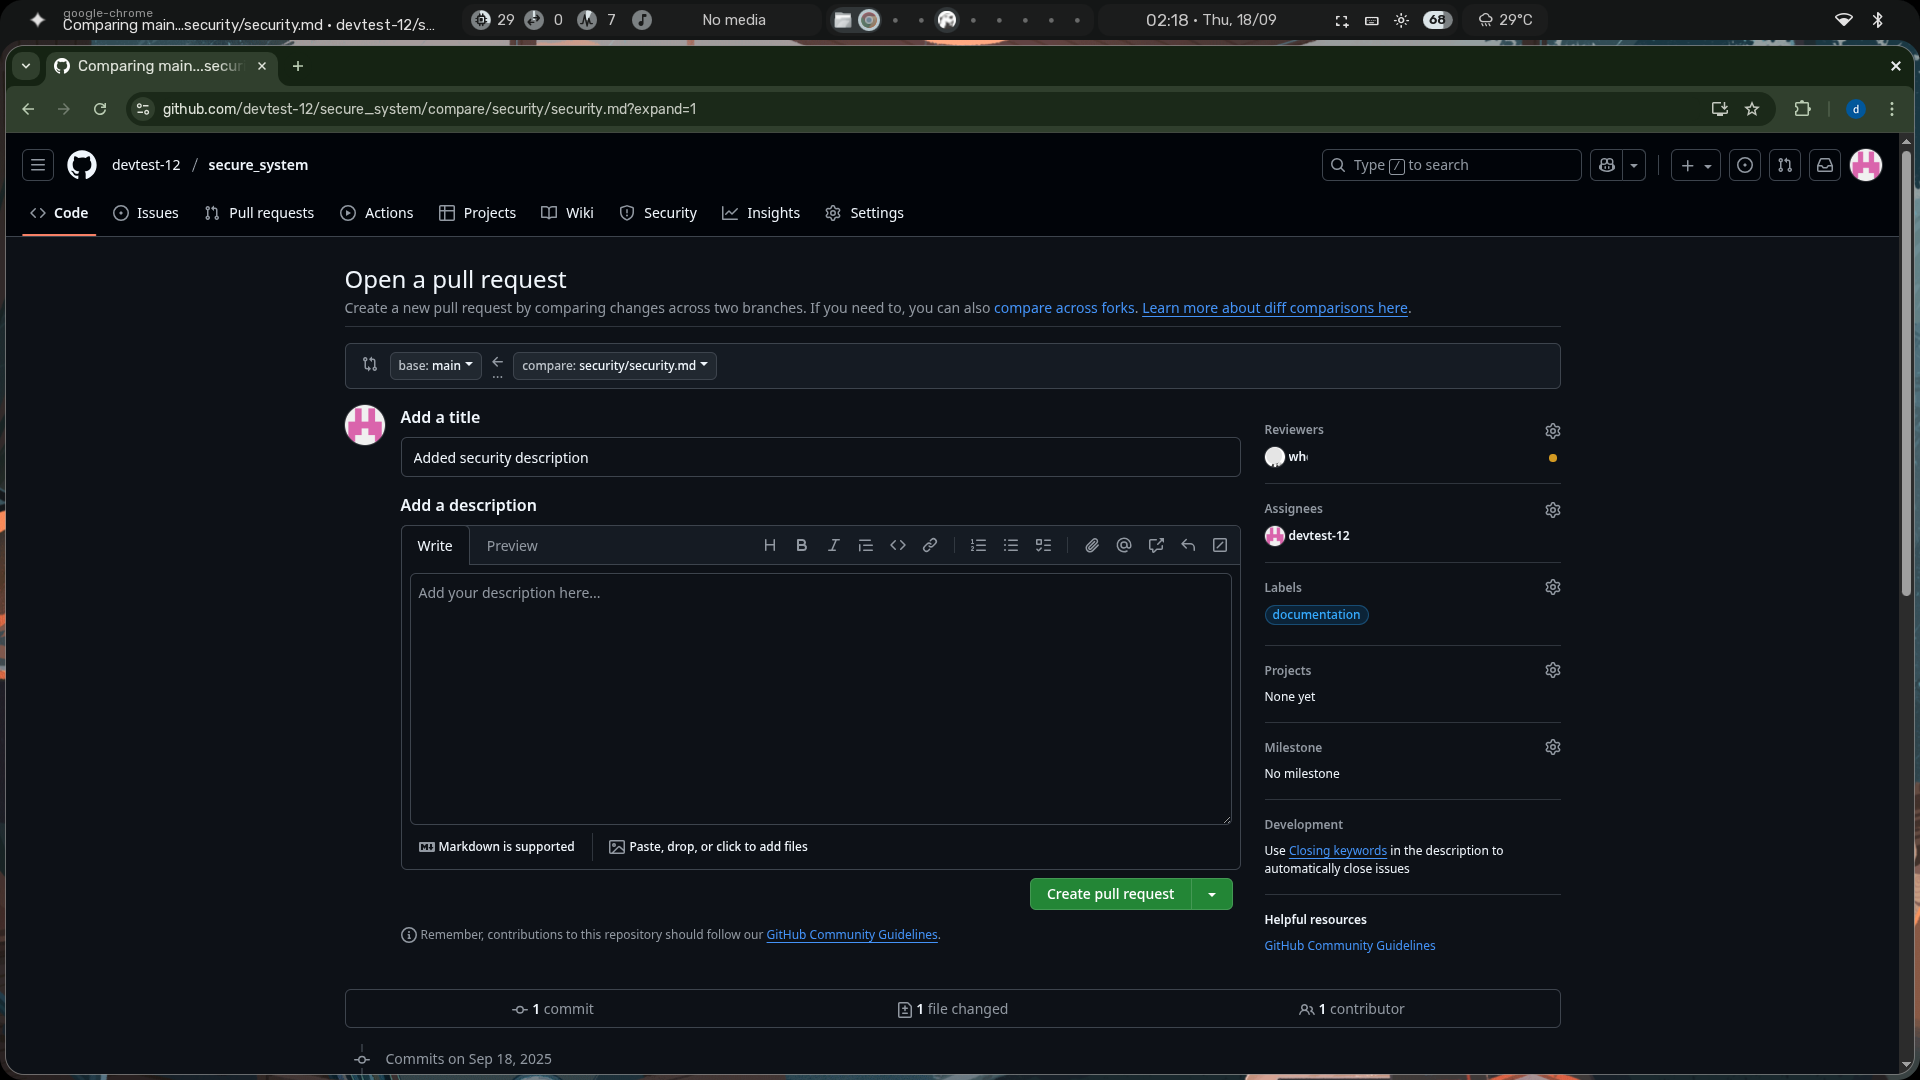 google-chrome
Comparing main...security/security.md • devtest-12/s...
29 0 7
No media
02:18 • Thu, 18/09
68
29°C
Comparing main...secur
github.com/devtest-12/secure_system/compare/security/security.md?expand=1
d
devtest-12 / secure_system
Type / to search
Code Issues Pull requests Actions Projects Wiki Security Insights Settings
Open a pull request
Create a new pull request by comparing changes across two branches. If you need to, you can also compare across forks. Learn more about diff comparisons here.
base: main
...
compare: security/security.md
Add a title
Added security description
Add a description
Write Preview
Add your description here...
Markdown is supported
Paste, drop, or click to add files
Create pull request
Remember, contributions to this repository should follow our GitHub Community Guidelines.
Reviewers
Assignees
devtest-12
Labels
documentation
Projects
None yet
Milestone
No milestone
Development
Use Closing keywords in the description to
automatically close issues
Helpful resources
GitHub Community Guidelines
1 commit
1 file changed
1 contributor
Commits on Sep 18, 2025